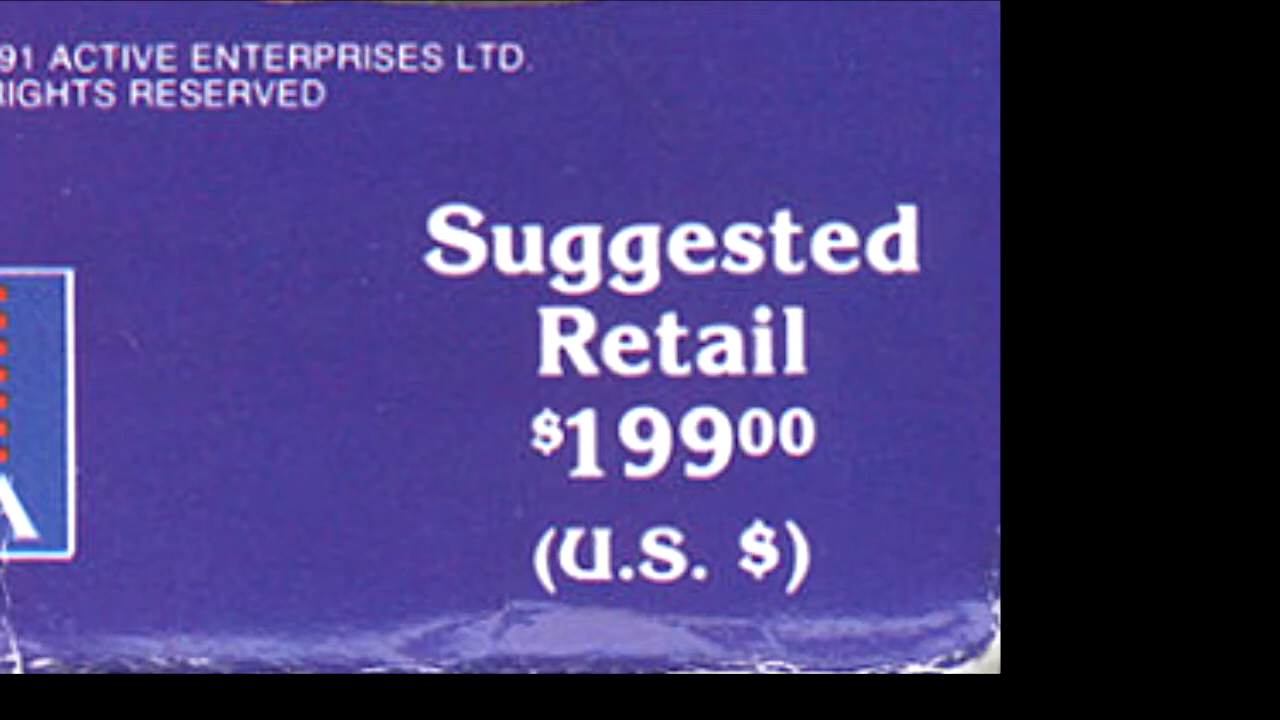 91 ACTIVE ENTERPRISES LTD.
RIGHTS RESERVED
Suggested
Retail
$19900
(U.S. $)
A